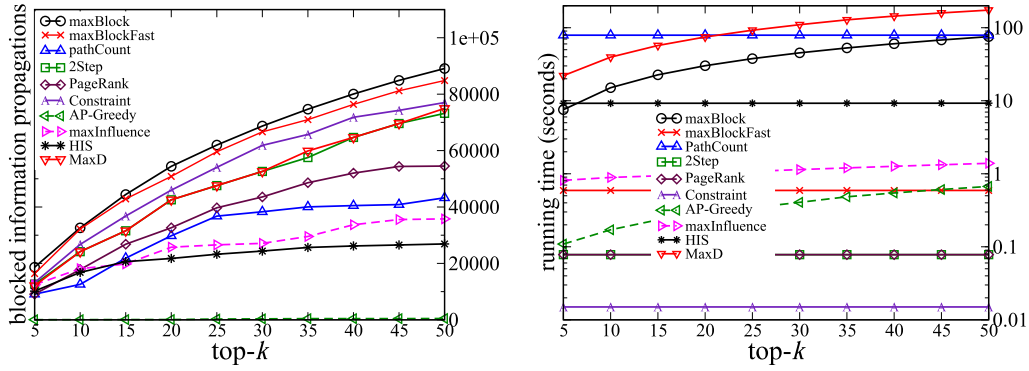 blocked information propagations
maxBlock
maxBlockFast
pathCount
2Step
PageRank
Constraint
AP-Greedy
maxInfluence
HIS
MaxD
1e+05
80000
60000
40000
20000
0
5 10 15 20 25 30 35 40 45 50
top-k
running time (seconds)
maxBlock
maxBlockFast
PathCount
2Step
PageRank
Constraint
AP-Greedy
maxInfluence
HIS
MaxD
100
10
1
0.1
0.01
5 10 15 20 25 30 35 40 45 50
top-k